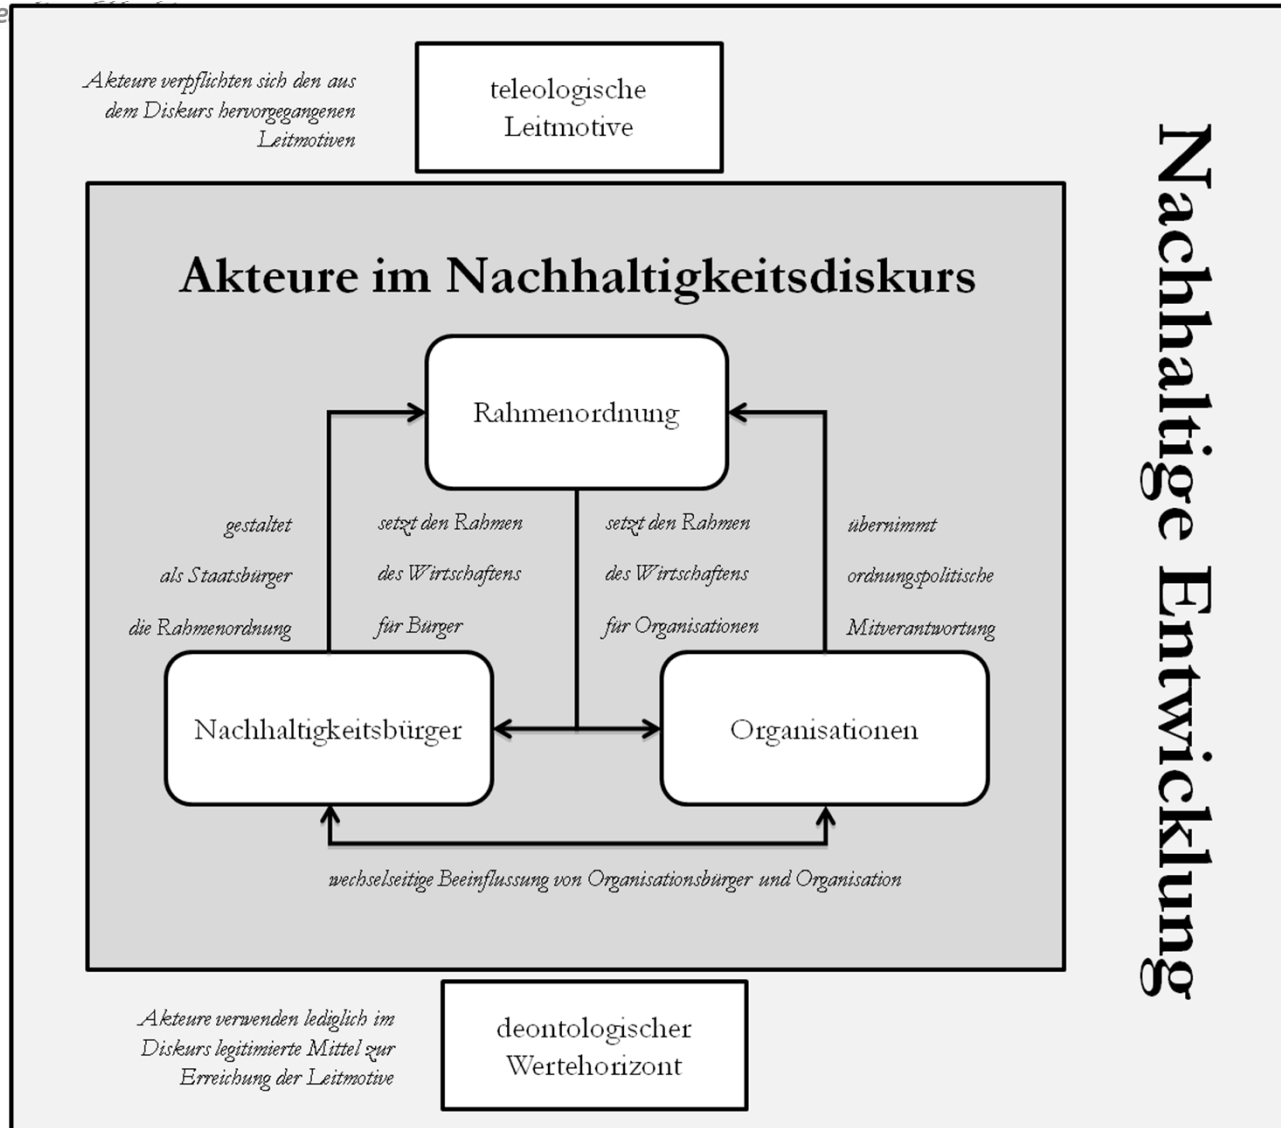 Akteure verpflichten sich den aus
dem Diskurs hervorgegangenen
Leitmotiven
teleologische
Leitmotive
Nachhaltige Entwicklung
Akteure im Nachhaltigkeitsdiskurs
Rahmenordnung
gestaltet
als Staatsbürger
die Rahmenordnung
setzt den Rahmen
des Wirtschaftens
für Bürger
setzt den Rahmen
des Wirtschaftens
für Organisationen
übernimmt
ordnungspolitische
Mitverantwortung
Nachhaltigkeitsbürger
Organisationen
wechselseitige Beeinflussung von Organisationsbürger und Organisation
Akteure verwenden lediglich im
Diskurs legitimierte Mittel zur
Erreichung der Leitmotive
deontologischer
Wertehorizont